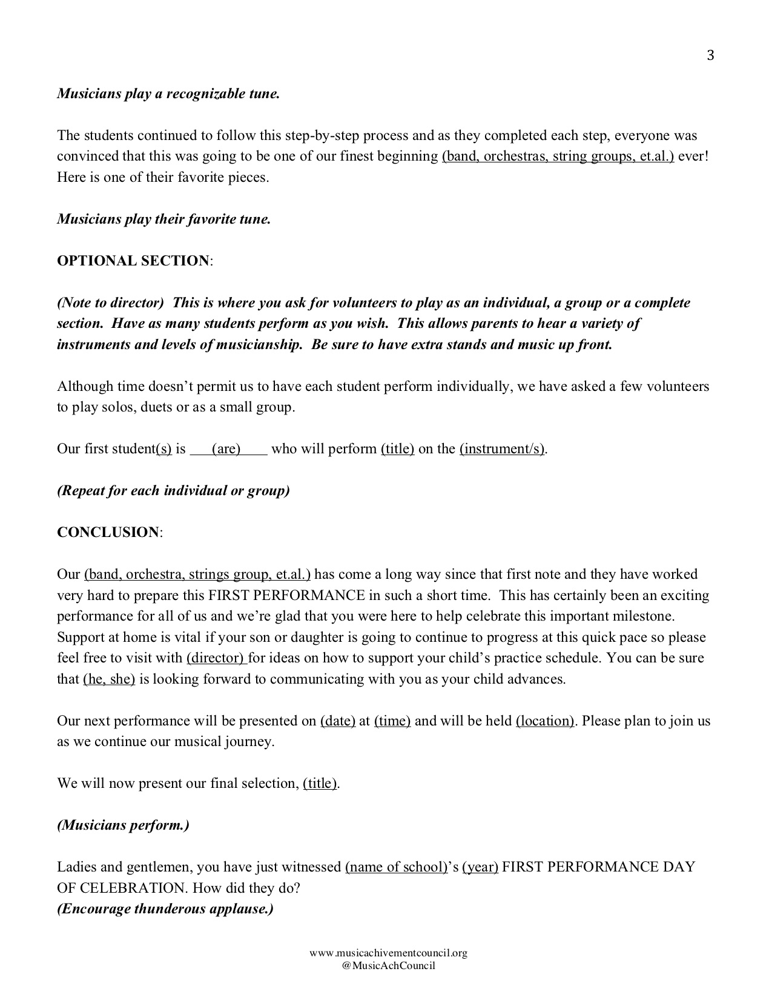 3
Musicians play a recognizable tune.
The students continued to follow this step-by-step process and as they completed each step, everyone was
convinced that this was going to be one of our finest beginning (band, orchestras, string groups, et.al.) ever!
Here is one of their favorite pieces.
Musicians play their favorite tune.
OPTIONAL SECTION:
(Note to director)  This is where you ask for volunteers to play as an individual, a group or a complete
section.  Have as many students perform as you wish.  This allows parents to hear a variety of
instruments and levels of musicianship.  Be sure to have extra stands and music up front.
Although time doesn’t permit us to have each student perform individually, we have asked a few volunteers
to play solos, duets or as a small group.
Our first student(s) is ___(are)____ who will perform (title) on the (instrument/s).
(Repeat for each individual or group)
CONCLUSION:
Our (band, orchestra, strings group, et.al.) has come a long way since that first note and they have worked
very hard to prepare this FIRST PERFORMANCE in such a short time.  This has certainly been an exciting
performance for all of us and we’re glad that you were here to help celebrate this important milestone.
Support at home is vital if your son or daughter is going to continue to progress at this quick pace so please
feel free to visit with (director) for ideas on how to support your child’s practice schedule. You can be sure
that (he, she) is looking forward to communicating with you as your child advances.
Our next performance will be presented on (date) at (time) and will be held (location). Please plan to join us
as we continue our musical journey.
We will now present our final selection, (title).
(Musicians perform.)
Ladies and gentlemen, you have just witnessed (name of school)’s (year) FIRST PERFORMANCE DAY
OF CELEBRATION. How did they do?
(Encourage thunderous applause.)
www.musicachivementcouncil.org
@MusicAchCouncil